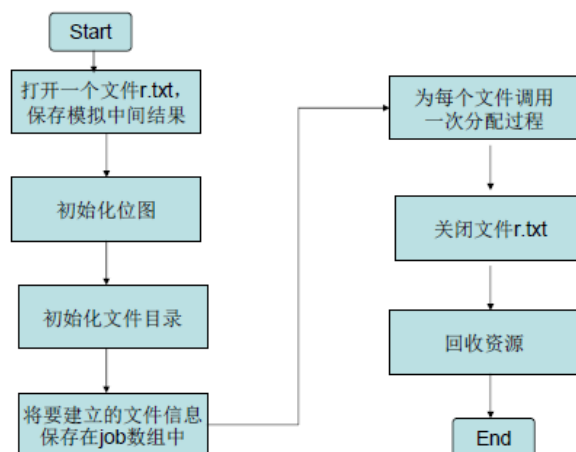 Start
打开一个文件r.txt,
保存模拟中间结果
初始化位图
初始化文件目录
将要建立的文件信息
保存在job数组中
为每个文件调用
一次分配过程
关闭文件r.txt
回收资源
End